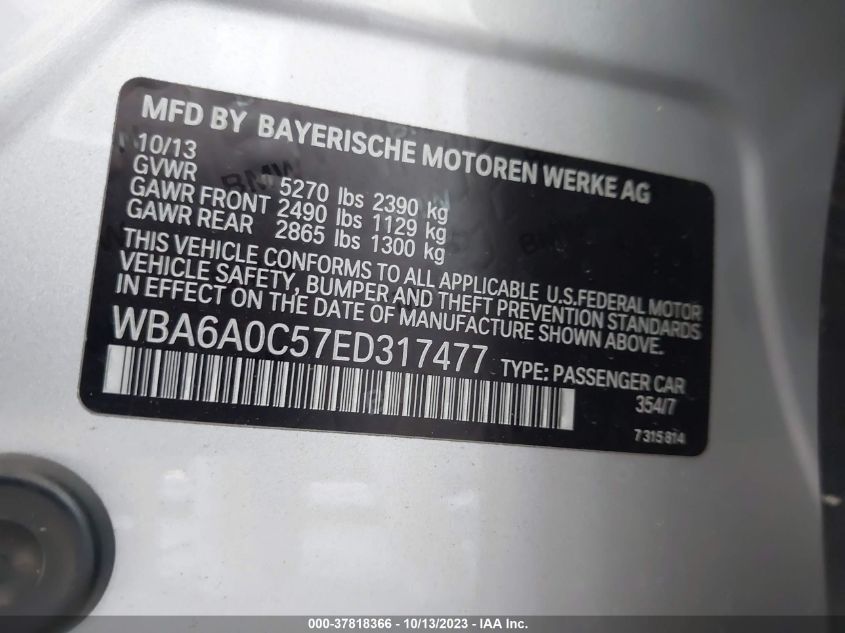 MFD BY BAYERISCHE MOTOREN WERKE AG
10/13
GVWR 5270 lbs 2390 kg
GAWR FRONT 2490 lbs 1129 kg
GAWR REAR 2865 lbs 1300 kg
THIS VEHICLE CONFORMS TO ALL APPLICABLE U.S.FEDERAL MOTOR
VEHICLE SAFETY, BUMPER AND THEFT PREVENTION STANDARDS
IN EFFECT ON THE DATE OF MANUFACTURE SHOWN ABOVE.
WBA6A0C57ED317477 TYPE: PASSENGER CAR
354/7
7 315 814
000-37818366 - 10/13/2023 - IAA Inc.